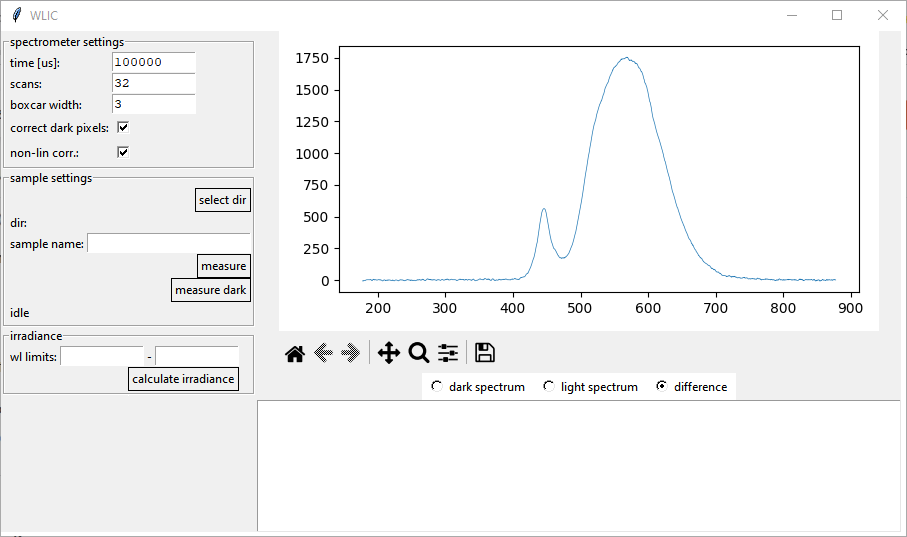 WLIC
spectrometer settings
time [us]: 100000
scans: 32
boxcar width: 3
correct dark pixels:
non-lin corr.:
sample settings
select dir
dir:
sample name:
measure
measure dark
idle
irradiance
wl limits: -
calculate irradiance
1750
1500
1250
1000
750
500
250
0
200 300 400 500 600 700 800 900
dark spectrum light spectrum difference